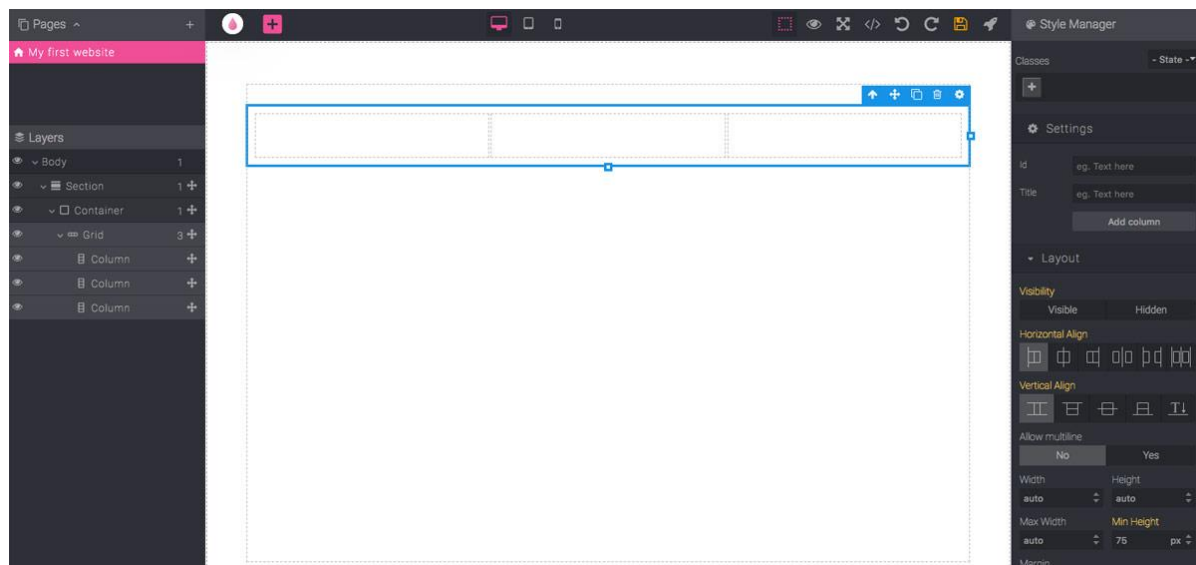 Pages
My first website
Layers
Body 1
Section 1
Container 1
Grid 3
Column
Column
Column
</>
Style Manager
Classes - State -
Settings
Id eg. Text here
Title eg. Text here
Add column
Layout
Visibility
Visible Hidden
Horizontal Align
Vertical Align
Allow multiline
No Yes
Width Height
auto auto
Max Width Min Height
auto 75 px
Margin